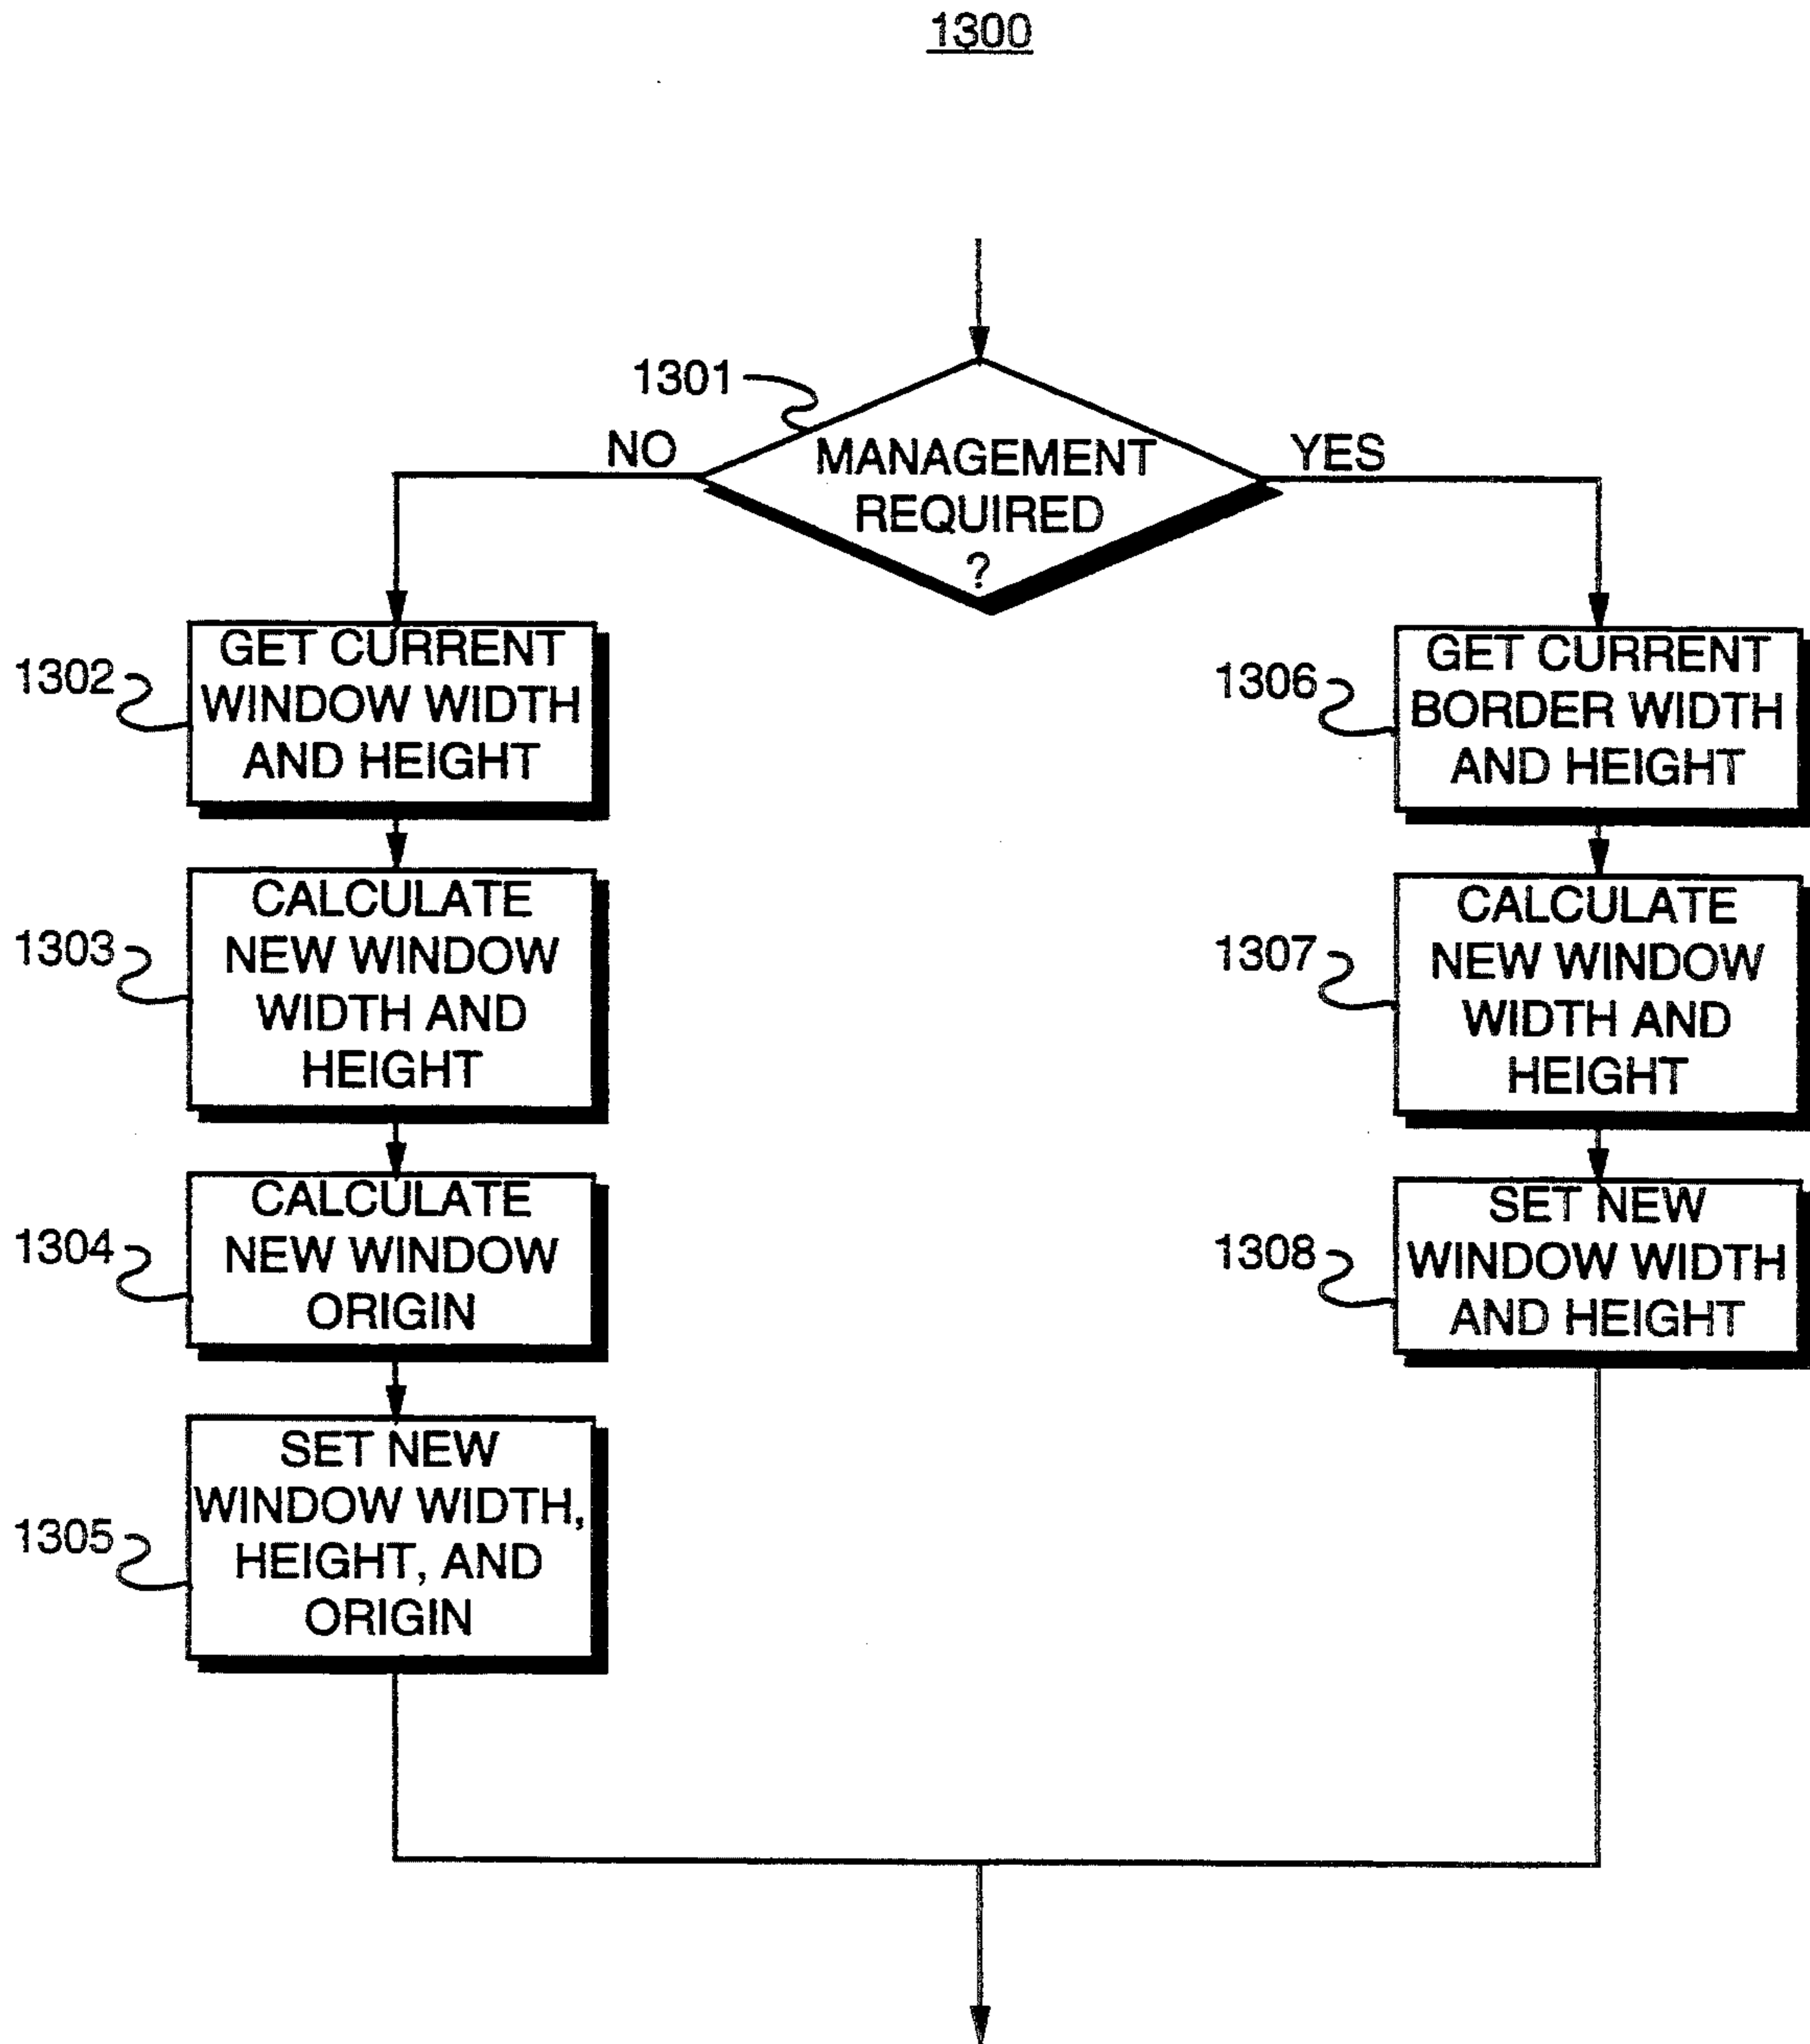 1300
1301
MANAGEMENT
REQUIRED
?
NO
YES
1302
GET CURRENT
WINDOW WIDTH
AND HEIGHT
1303
CALCULATE
NEW WINDOW
WIDTH AND
HEIGHT
1304
CALCULATE
NEW WINDOW
ORIGIN
1305
SET NEW
WINDOW WIDTH,
HEIGHT, AND
ORIGIN
1306
GET CURRENT
BORDER WIDTH
AND HEIGHT
1307
CALCULATE
NEW WINDOW
WIDTH AND
HEIGHT
1308
SET NEW
WINDOW WIDTH
AND HEIGHT